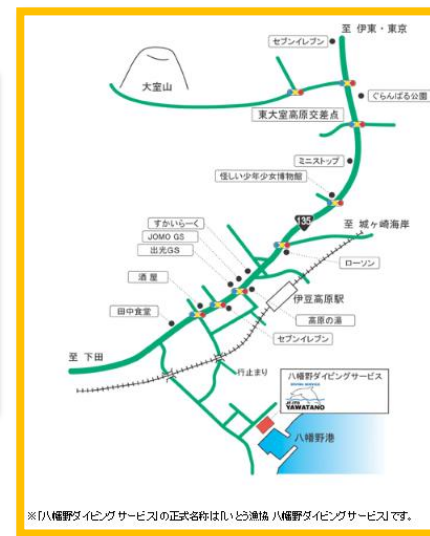 至 伊東・東京
セブンイレブン
大室山
ぐらんぱる公園
東大室高原交差点
ミニストップ
怪しい少年少女博物館
135
至 城ヶ崎海岸
すかいらーく
JOMO GS
出光GS
ローソン
酒屋
伊豆高原駅
田中食堂
高原の湯
セブンイレブン
至 下田
行止まり
八幡野ダイビングサービス
YAWATANO
八幡野港
※「八幡野ダイビングサービス」の正式名称は「いとう漁協 八幡野ダイビングサービス」です。